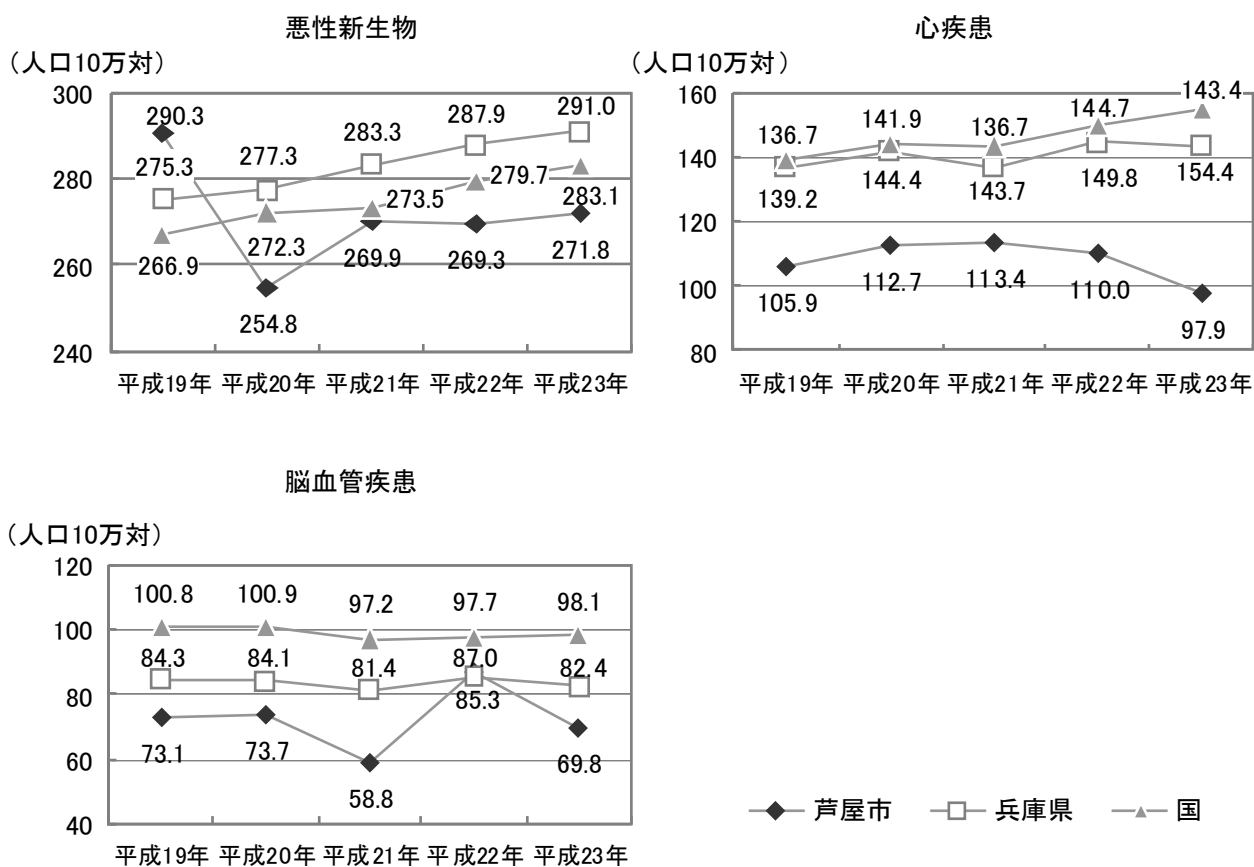 悪性新生物
（人口10万対）
300
280
260
240
290.3
287.9
291.0
283.3
275.3
277.3
279.7
273.5
283.1
272.3
266.9
269.9
269.3
271.8
254.8
平成19年 平成20年 平成21年 平成22年 平成23年
心疾患
（人口10万対）
160
140
120
100
80
136.7 141.9 136.7 144.7 143.4
139.2 144.4 143.7 149.8 154.4
105.9 112.7 113.4 110.0 97.9
平成19年 平成20年 平成21年 平成22年 平成23年
脳血管疾患
（人口10万対）
120
100
80
60
40
100.8 100.9 97.2 97.7 98.1
84.3 84.1 81.4 87.0 82.4
85.3
73.1 73.7 58.8 69.8
平成19年 平成20年 平成21年 平成22年 平成23年
芦屋市 兵庫県 国